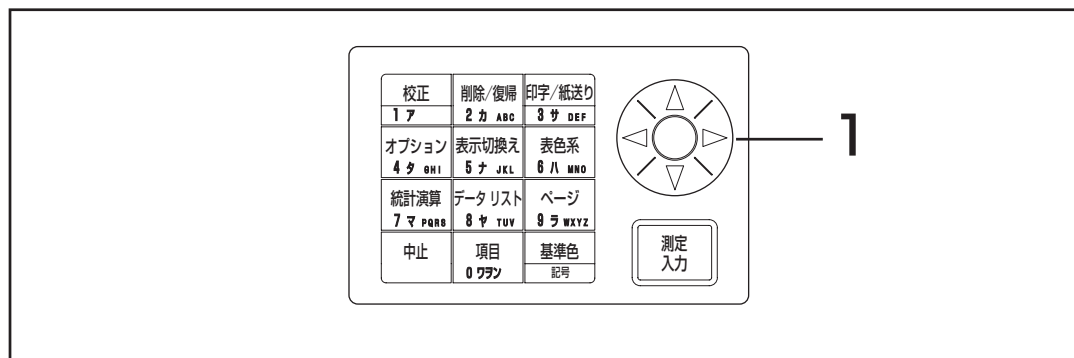 校正 削除/復帰 印字/紙送り
1 ア 2 カ ABC 3 サ DEF
オプション 表示切換え 表色系
4 タ GHI 5 ナ JKL 6 ハ MNO
統計演算 データリスト ページ
7 マ PQRS 8 ヤ TUV 9 ラ WXYZ
中止 項目 基準色
0 ワヲン 記号
測定
入力
1